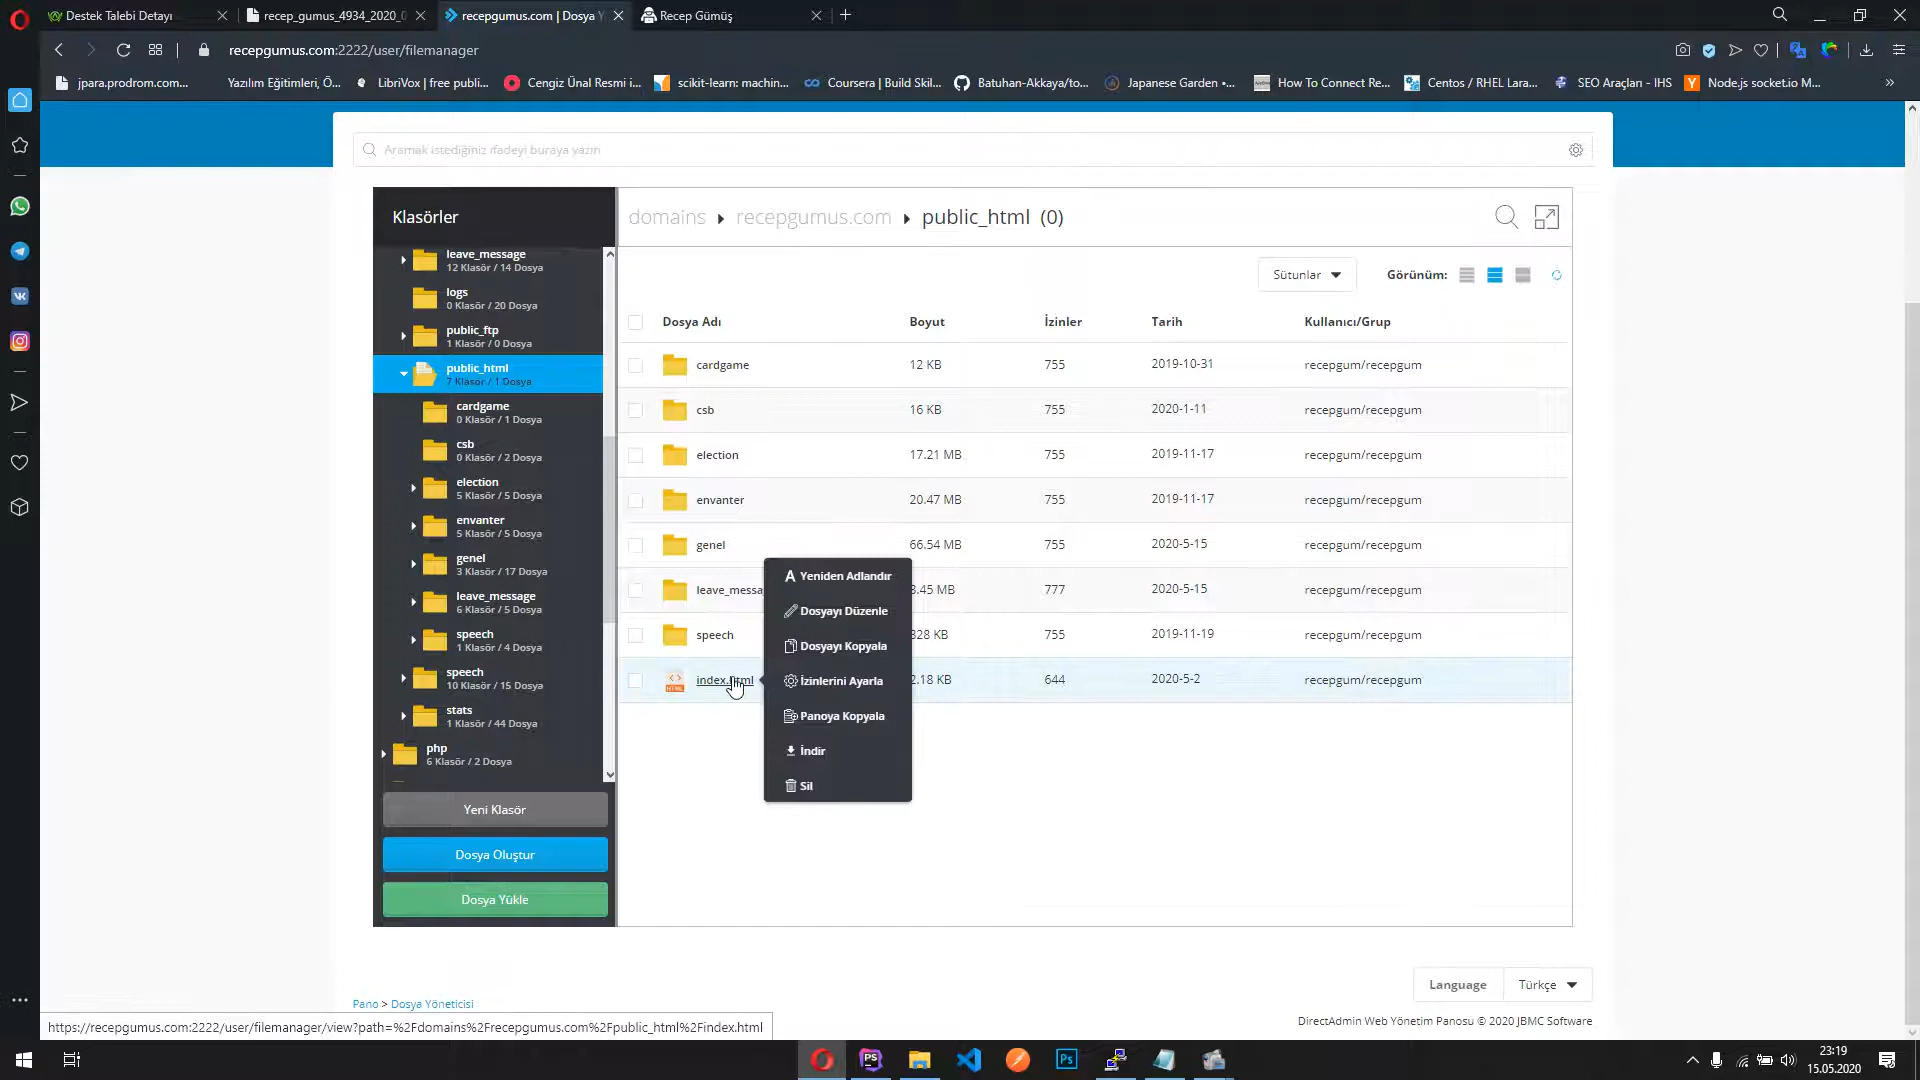 Destek Talebi Detayı
recep_gumus_4934_2020_0
recepgumus.com | Dosya Y
Recep Gümüş
recepgumus.com:2222/user/filemanager
jpara.prodrom.com...
Yazılım Eğitimleri, Ö...
LibriVox | free publi...
Cengiz Ünal Resmi i...
scikit-learn: machin...
Coursera | Build Skil...
Batuhan-Akkaya/to...
Japanese Garden •...
How To Connect Re...
Centos / RHEL Lara...
SEO Araçları - IHS
Node.js socket.io M...
Aramak istediğiniz ifadeyi buraya yazın
Klasörler
domains recepgumus.com public_html (0)
leave_message
12 Klasör / 14 Dosya
logs
0 Klasör / 20 Dosya
public_ftp
1 Klasör / 0 Dosya
public_html
7 Klasör / 1 Dosya
cardgame
0 Klasör / 1 Dosya
csb
0 Klasör / 2 Dosya
election
5 Klasör / 5 Dosya
envanter
5 Klasör / 5 Dosya
genel
3 Klasör / 17 Dosya
leave_message
6 Klasör / 5 Dosya
speech
1 Klasör / 4 Dosya
speech
10 Klasör / 15 Dosya
stats
1 Klasör / 44 Dosya
php
6 Klasör / 2 Dosya
Yeni Klasör
Dosya Oluştur
Dosya Yükle
Sütunlar
Görünüm:
Dosya Adı Boyut İzinler Tarih Kullanıcı/Grup
cardgame 12 KB 755 2019-10-31 recepgum/recepgum
csb 16 KB 755 2020-1-11 recepgum/recepgum
election 17.21 MB 755 2019-11-17 recepgum/recepgum
envanter 20.47 MB 755 2019-11-17 recepgum/recepgum
genel 66.54 MB 755 2020-5-15 recepgum/recepgum
leave_messa .45 MB 777 2020-5-15 recepgum/recepgum
speech 328 KB 755 2019-11-19 recepgum/recepgum
index.html 2.18 KB 644 2020-5-2 recepgum/recepgum
Yeniden Adlandır
Dosyayı Düzenle
Dosyayı Kopyala
İzinlerini Ayarla
Panoya Kopyala
İndir
Sil
Language Türkçe
Pano > Dosya Yöneticisi
DirectAdmin Web Yönetim Panosu © 2020 JBMC Software
https://recepgumus.com:2222/user/filemanager/view?path=%2Fdomains%2Frecepgumus.com%2Fpublic_html%2Findex.html
23:19
15.05.2020